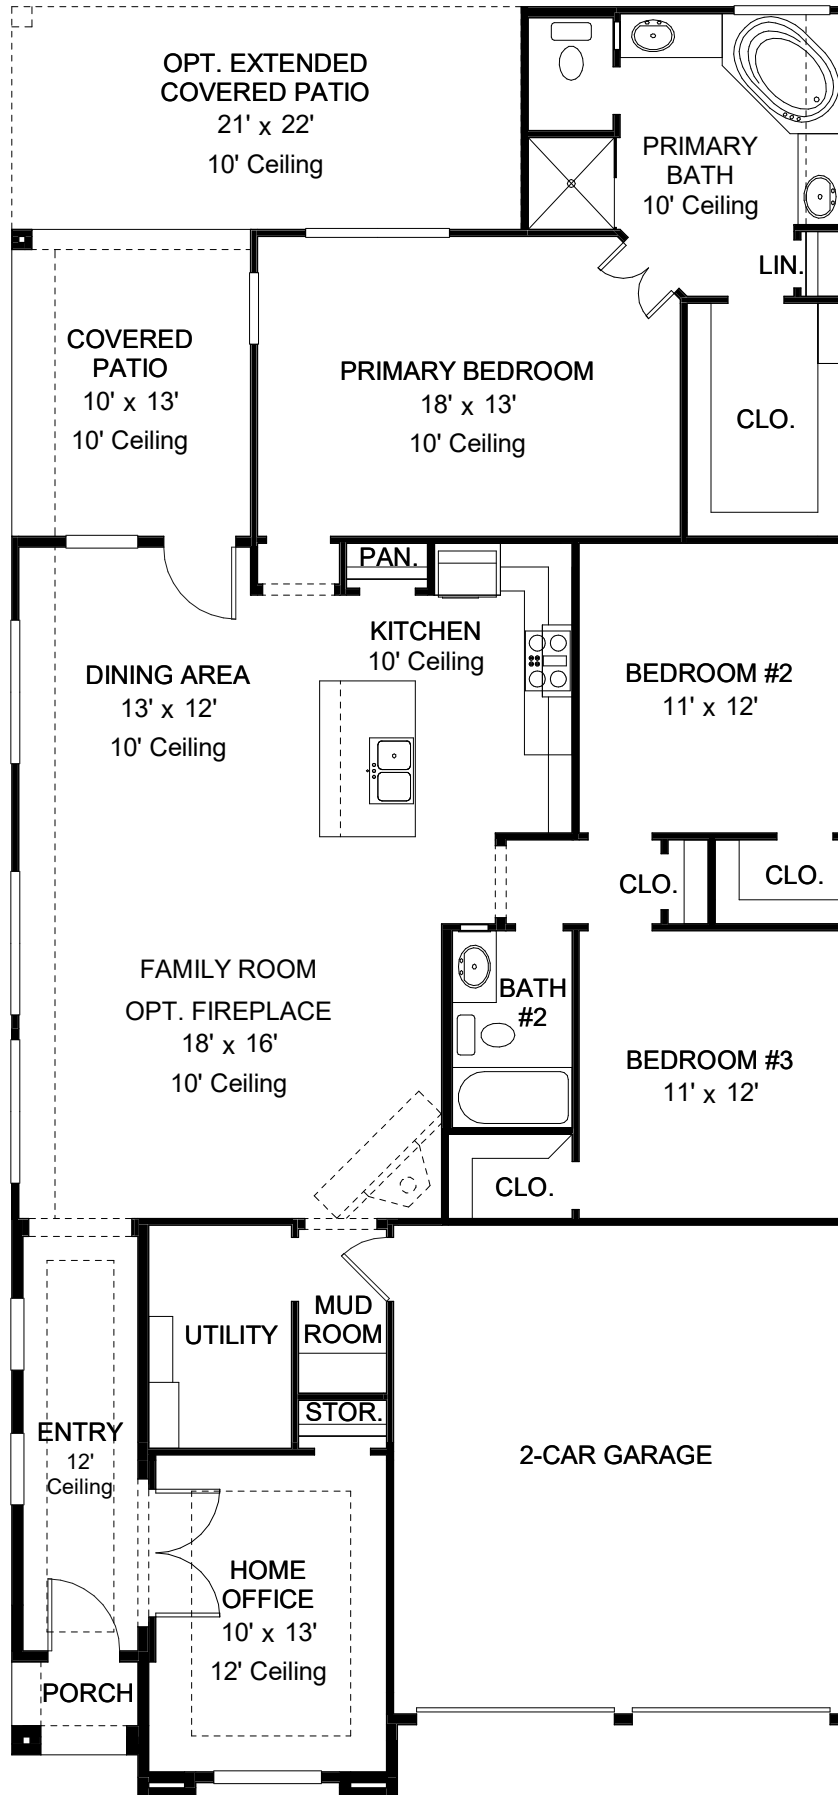 OPT. EXTENDED
COVERED PATIO
21' x 22'
10' Ceiling
PRIMARY
BATH
10' Ceiling
LIN.
COVERED
PATIO
10' x 13'
10' Ceiling
PRIMARY BEDROOM
18' x 13'
10' Ceiling
CLO.
PAN.
KITCHEN
10' Ceiling
DINING AREA
13' x 12'
10' Ceiling
BEDROOM #2
11' x 12'
CLO.
CLO.
FAMILY ROOM
OPT. FIREPLACE
18' x 16'
10' Ceiling
BATH
#2
BEDROOM #3
11' x 12'
CLO.
UTILITY
MUD
ROOM
STOR.
ENTRY
12'
Ceiling
2-CAR GARAGE
HOME
OFFICE
10' x 13'
12' Ceiling
PORCH